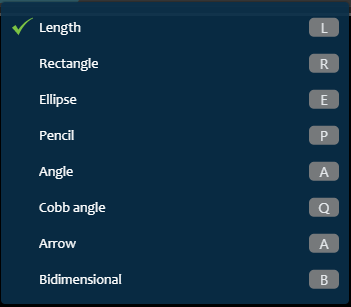 Length L
Rectangle R
Ellipse E
Pencil P
Angle A
Cobb angle Q
Arrow A
Bidimensional B